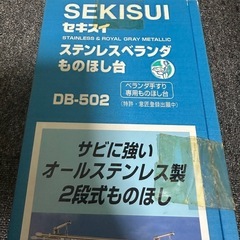 SEKISUI
セキスイ
STAINLESS & ROYAL GRAY METALLIC
ステンレスベランダ
ものほし台
DB-502
ベランダ手すり
専用ものほし台
(特許・意匠登録出願中)
サビに強い
オールステンレス製
2段式ものほし